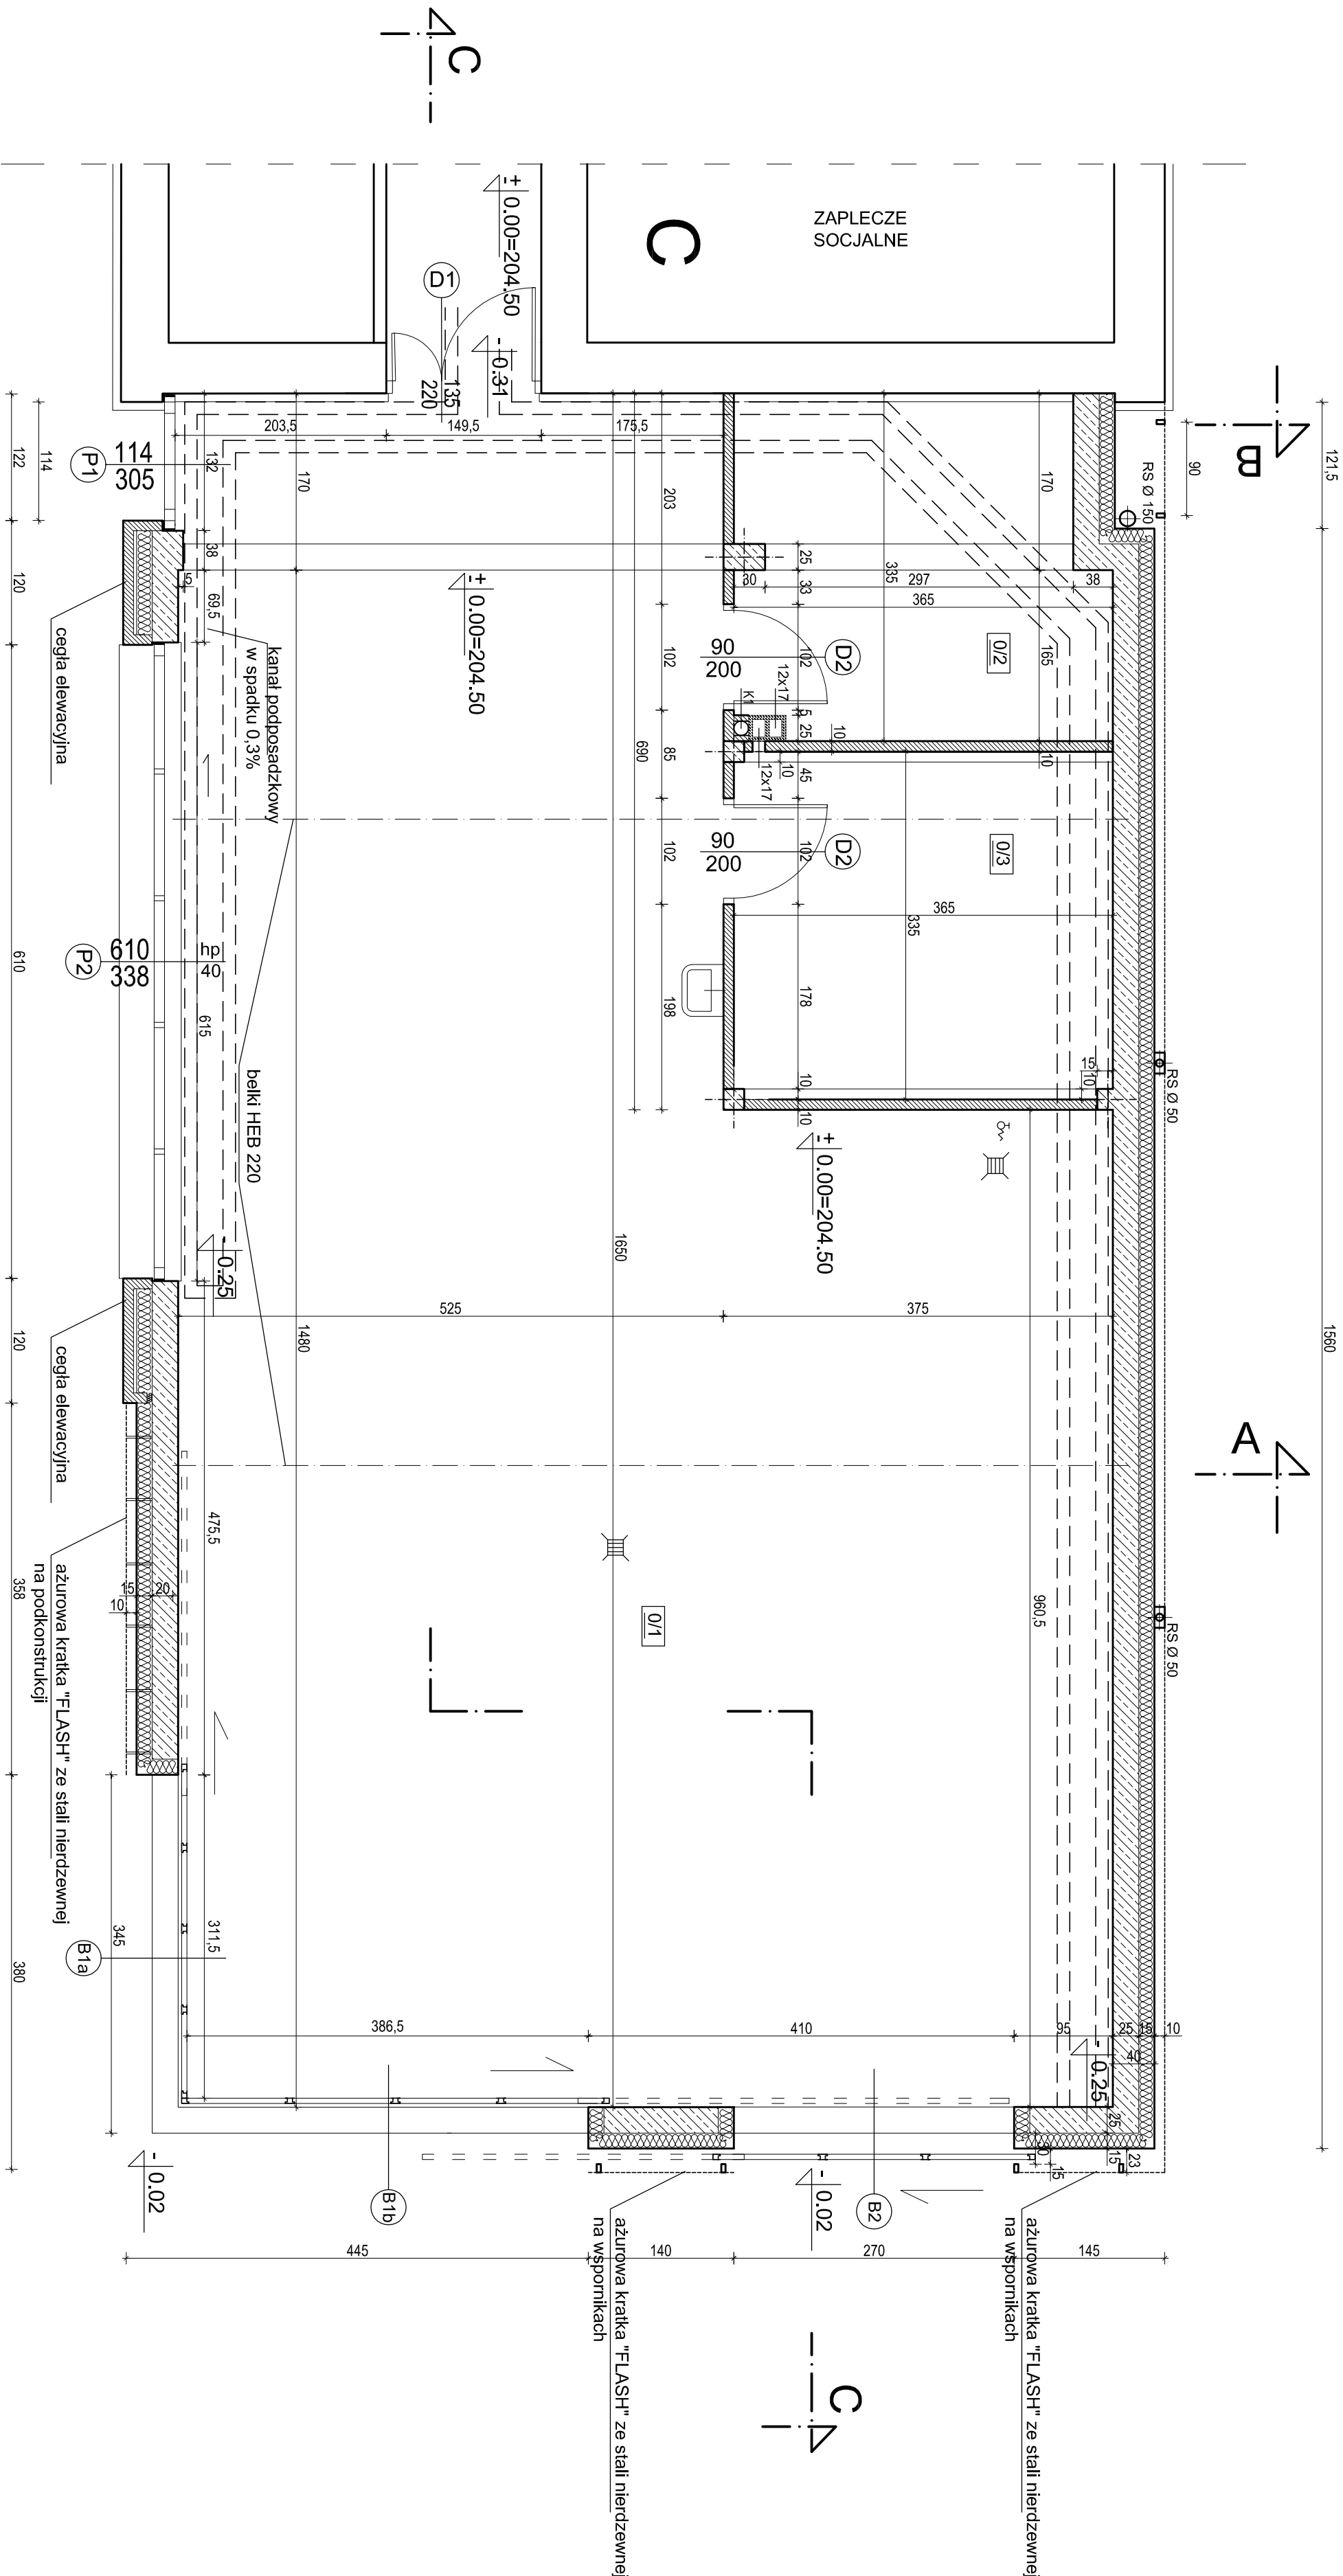 C
± 0.00=204.50
C
ZAPLECZE
SOCJALNE
D1
- 0.31
135
220
B
90
RS Ø 150
121,5
1560
203,5
149,5
175,5
122
114
P1
114
305
132
170
203
170
120
38
5
69,5
25
33
30
335
297
38
365
± 0.00=204.50
cegła elewacyjna
kanał podposadzkowy
w spadku 0,3%
102
90
200
102
D2
12x17
K1
0/2
165
5
25
10
10
690
85
45
10
12x17
102
90
200
102
D2
0/3
365
335
610
P2
610
338
hp
40
615
198
178
15
10
RS Ø 50
10
10
belki HEB 220
± 0.00=204.50
- 0.25
1650
525
375
1480
120
cegła elewacyjna
A
475,5
358
15
20
10
ażurowa kratka "FLASH" ze stali nierdzewnej
na podkonstrukcji
0/1
960,5
RS Ø 50
380
345
B1a
311,5
386,5
410
95
25
15
10
40
- 0.25
25
15
23
30
15
- 0.02
B1b
- 0.02
B2
445
140
270
145
ażurowa kratka "FLASH" ze stali nierdzewnej
na wspornikach
ażurowa kratka "FLASH" ze stali nierdzewnej
na wspornikach
C